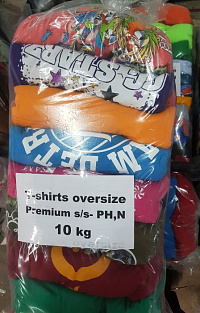 T-shirts oversize
Premium s/s- PH,N
10 kg